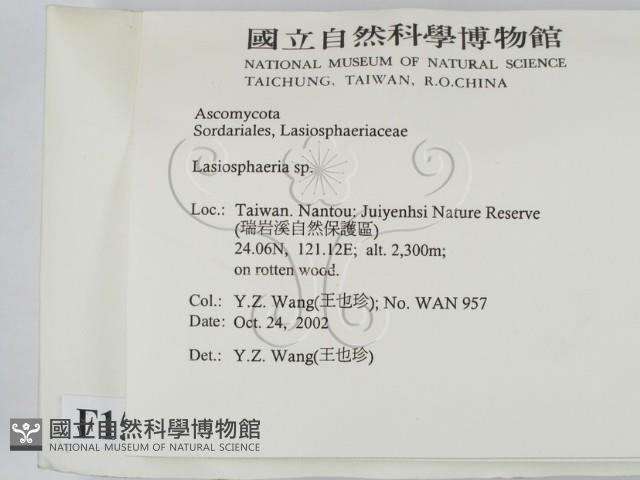 國立自然科學博物館
NATIONAL MUSEUM OF NATURAL SCIENCE
TAICHUNG, TAIWAN, R.O.CHINA
Ascomycota
Sordariales, Lasiosphaeriaceae
Lasiosphaeria sp.
Loc.: Taiwan. Nantou: Juiyenhsi Nature Reserve
(瑞岩溪自然保護區)
24.06N, 121.12E; alt. 2,300m;
on rotten wood.
Col.: Y.Z. Wang(王也珍); No. WAN 957
Date: Oct. 24, 2002
Det.: Y.Z. Wang(王也珍)
國立自然科學博物館
NATIONAL MUSEUM OF NATURAL SCIENCE